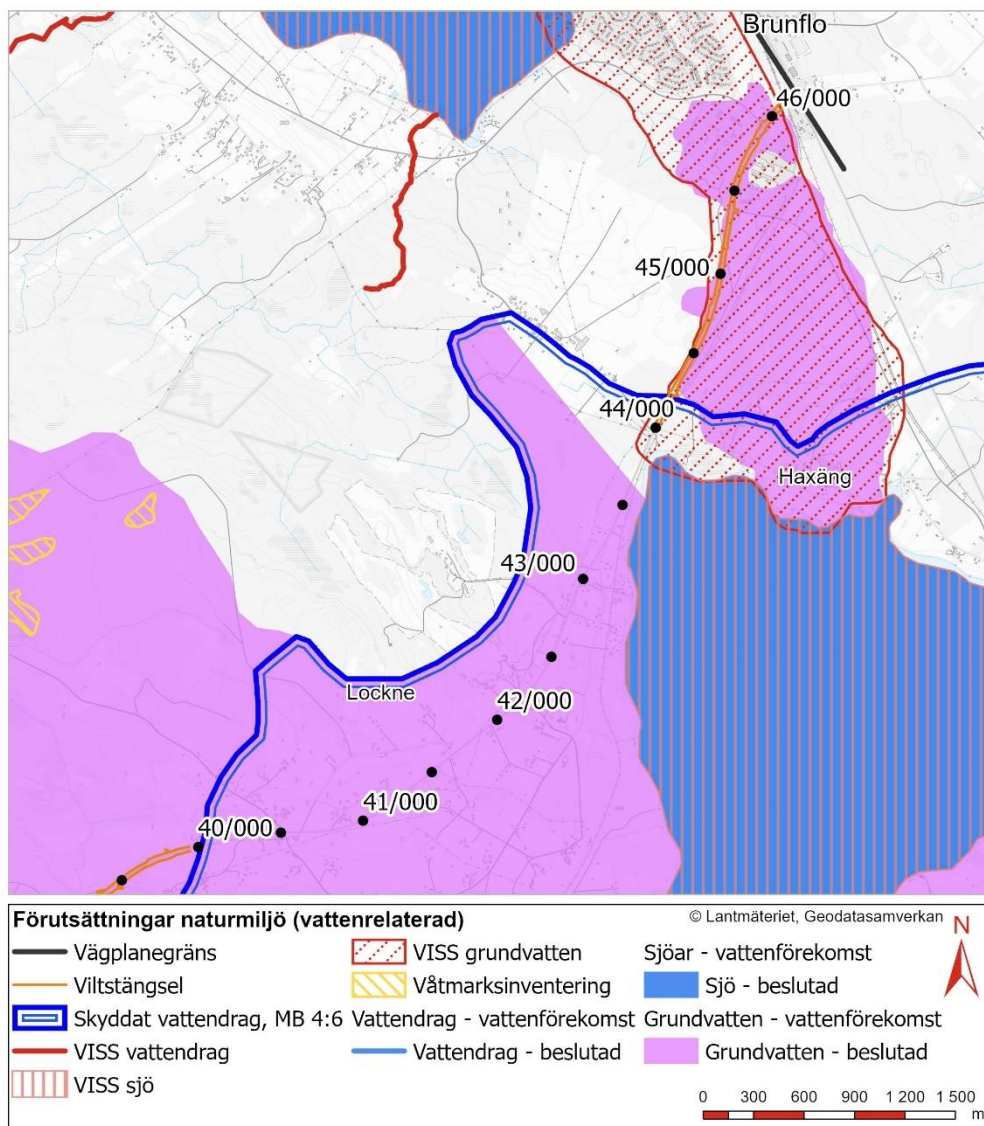 Brunflo
46/000
45/000
44/000
Haxäng
43/000
Lockne
42/000
41/000
40/000
Förutsättningar naturmiljö (vattenrelaterad)
© Lantmäteriet, Geodatasamverkan
N
Vägplanegräns
VISS grundvatten
Sjöar - vattenförekomst
Viltstängsel
Våtmarksinventering
Sjö - beslutad
Skyddat vattendrag, MB 4:6
Vattendrag - vattenförekomst
Grundvatten - vattenförekomst
VISS vattendrag
Vattendrag - beslutad
Grundvatten - beslutad
VISS sjö
0 300 600 900 1 200 1 500
m